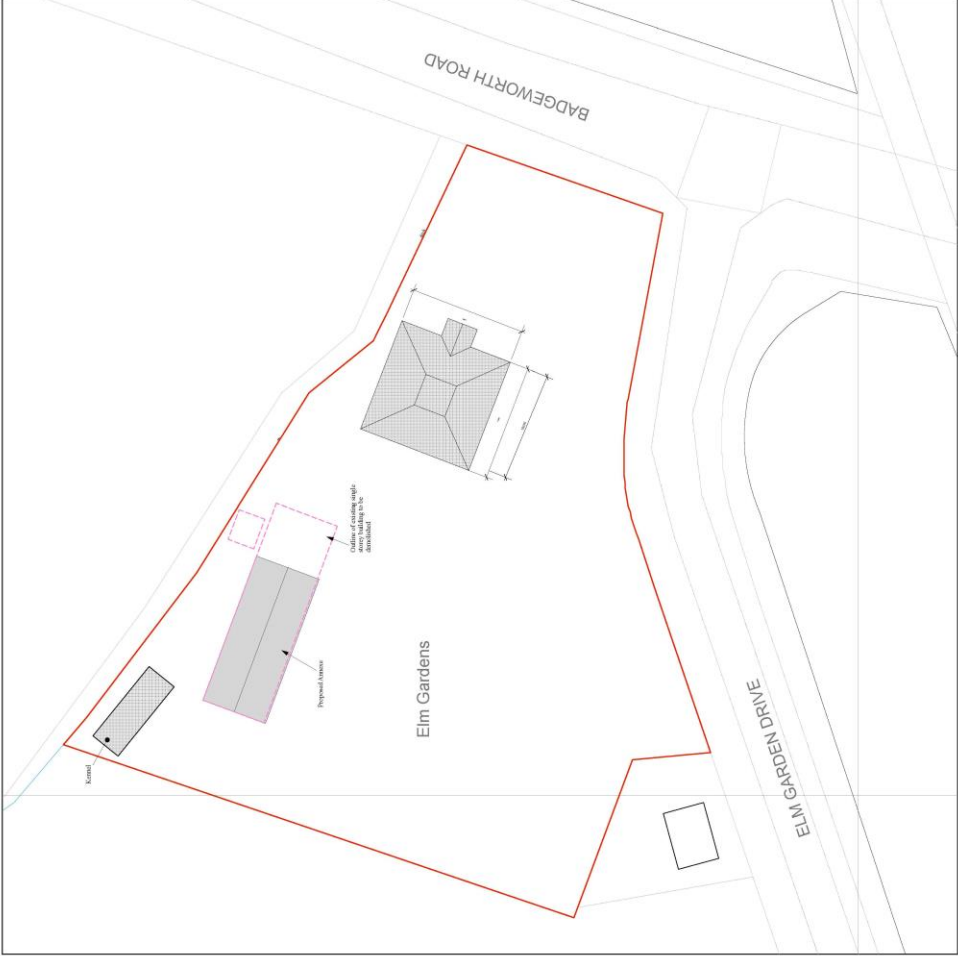 BADGEWORTH ROAD
Outline of existing single
storey building to be
demolished
Proposed Annexe
Elm Gardens
Kennel
ELM GARDEN DRIVE